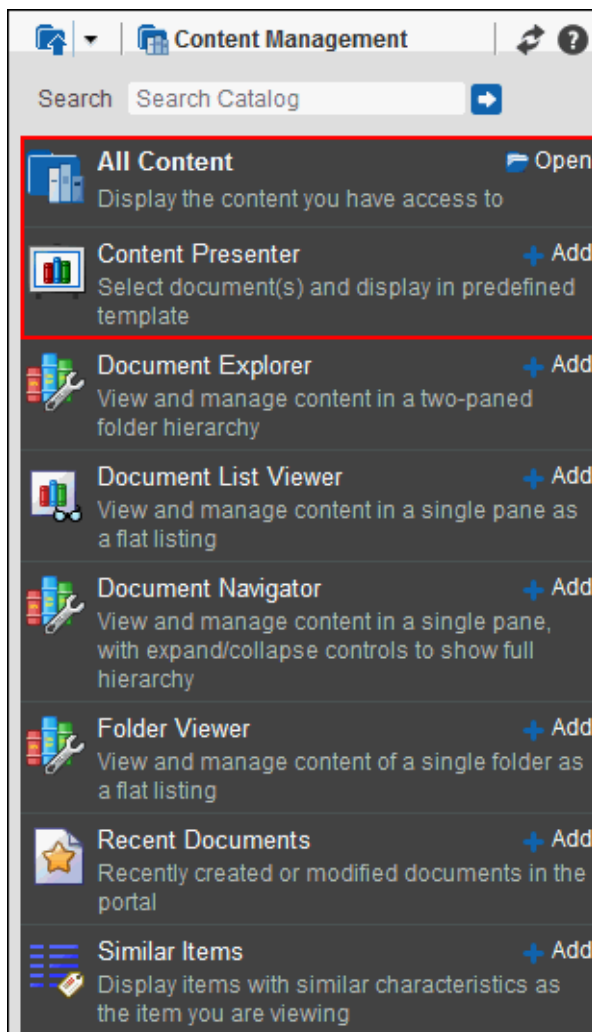 Content Management
Search Search Catalog
All Content Open
Display the content you have access to
Content Presenter Add
Select document(s) and display in predefined
template
Document Explorer Add
View and manage content in a two-paned
folder hierarchy
Document List Viewer Add
View and manage content in a single pane as
a flat listing
Document Navigator Add
View and manage content in a single pane,
with expand/collapse controls to show full
hierarchy
Folder Viewer Add
View and manage content of a single folder as
a flat listing
Recent Documents Add
Recently created or modified documents in the
portal
Similar Items Add
Display items with similar characteristics as
the item you are viewing